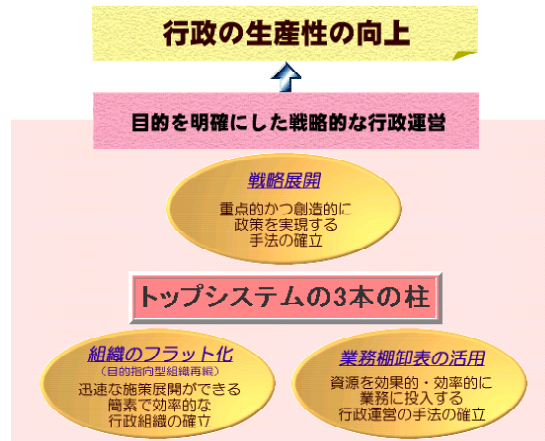 行政の生産性の向上
目的を明確にした戦略的な行政運営
戦略展開
重点的かつ創造的に
政策を実現する
手法の確立
トップシステムの3本の柱
組織のフラット化
（目的指向型組織再編）
迅速な施策展開ができる
簡素で効率的な
行政組織の確立
業務棚卸表の活用
資源を効果的・効率的に
業務に投入する
行政運営の手法の確立